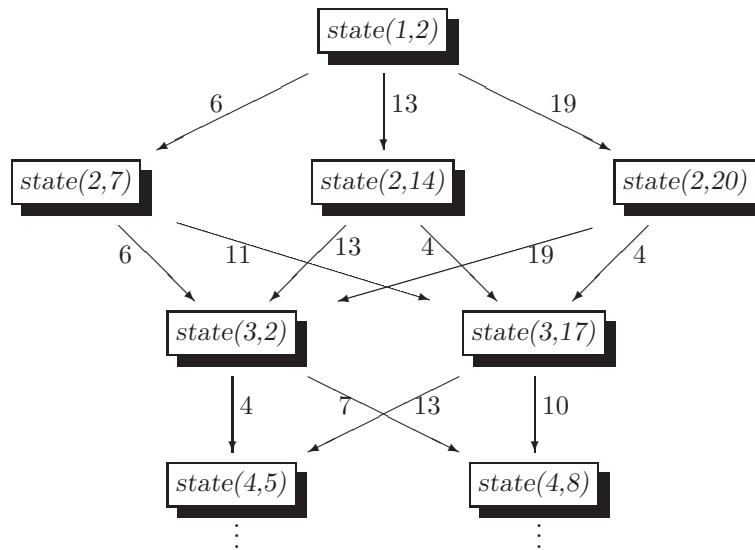 state(1,2)
6 13 19
state(2,7) state(2,14) state(2,20)
6 11 13 4 19 4
state(3,2) state(3,17)
4 7 13 10
state(4,5) state(4,8)